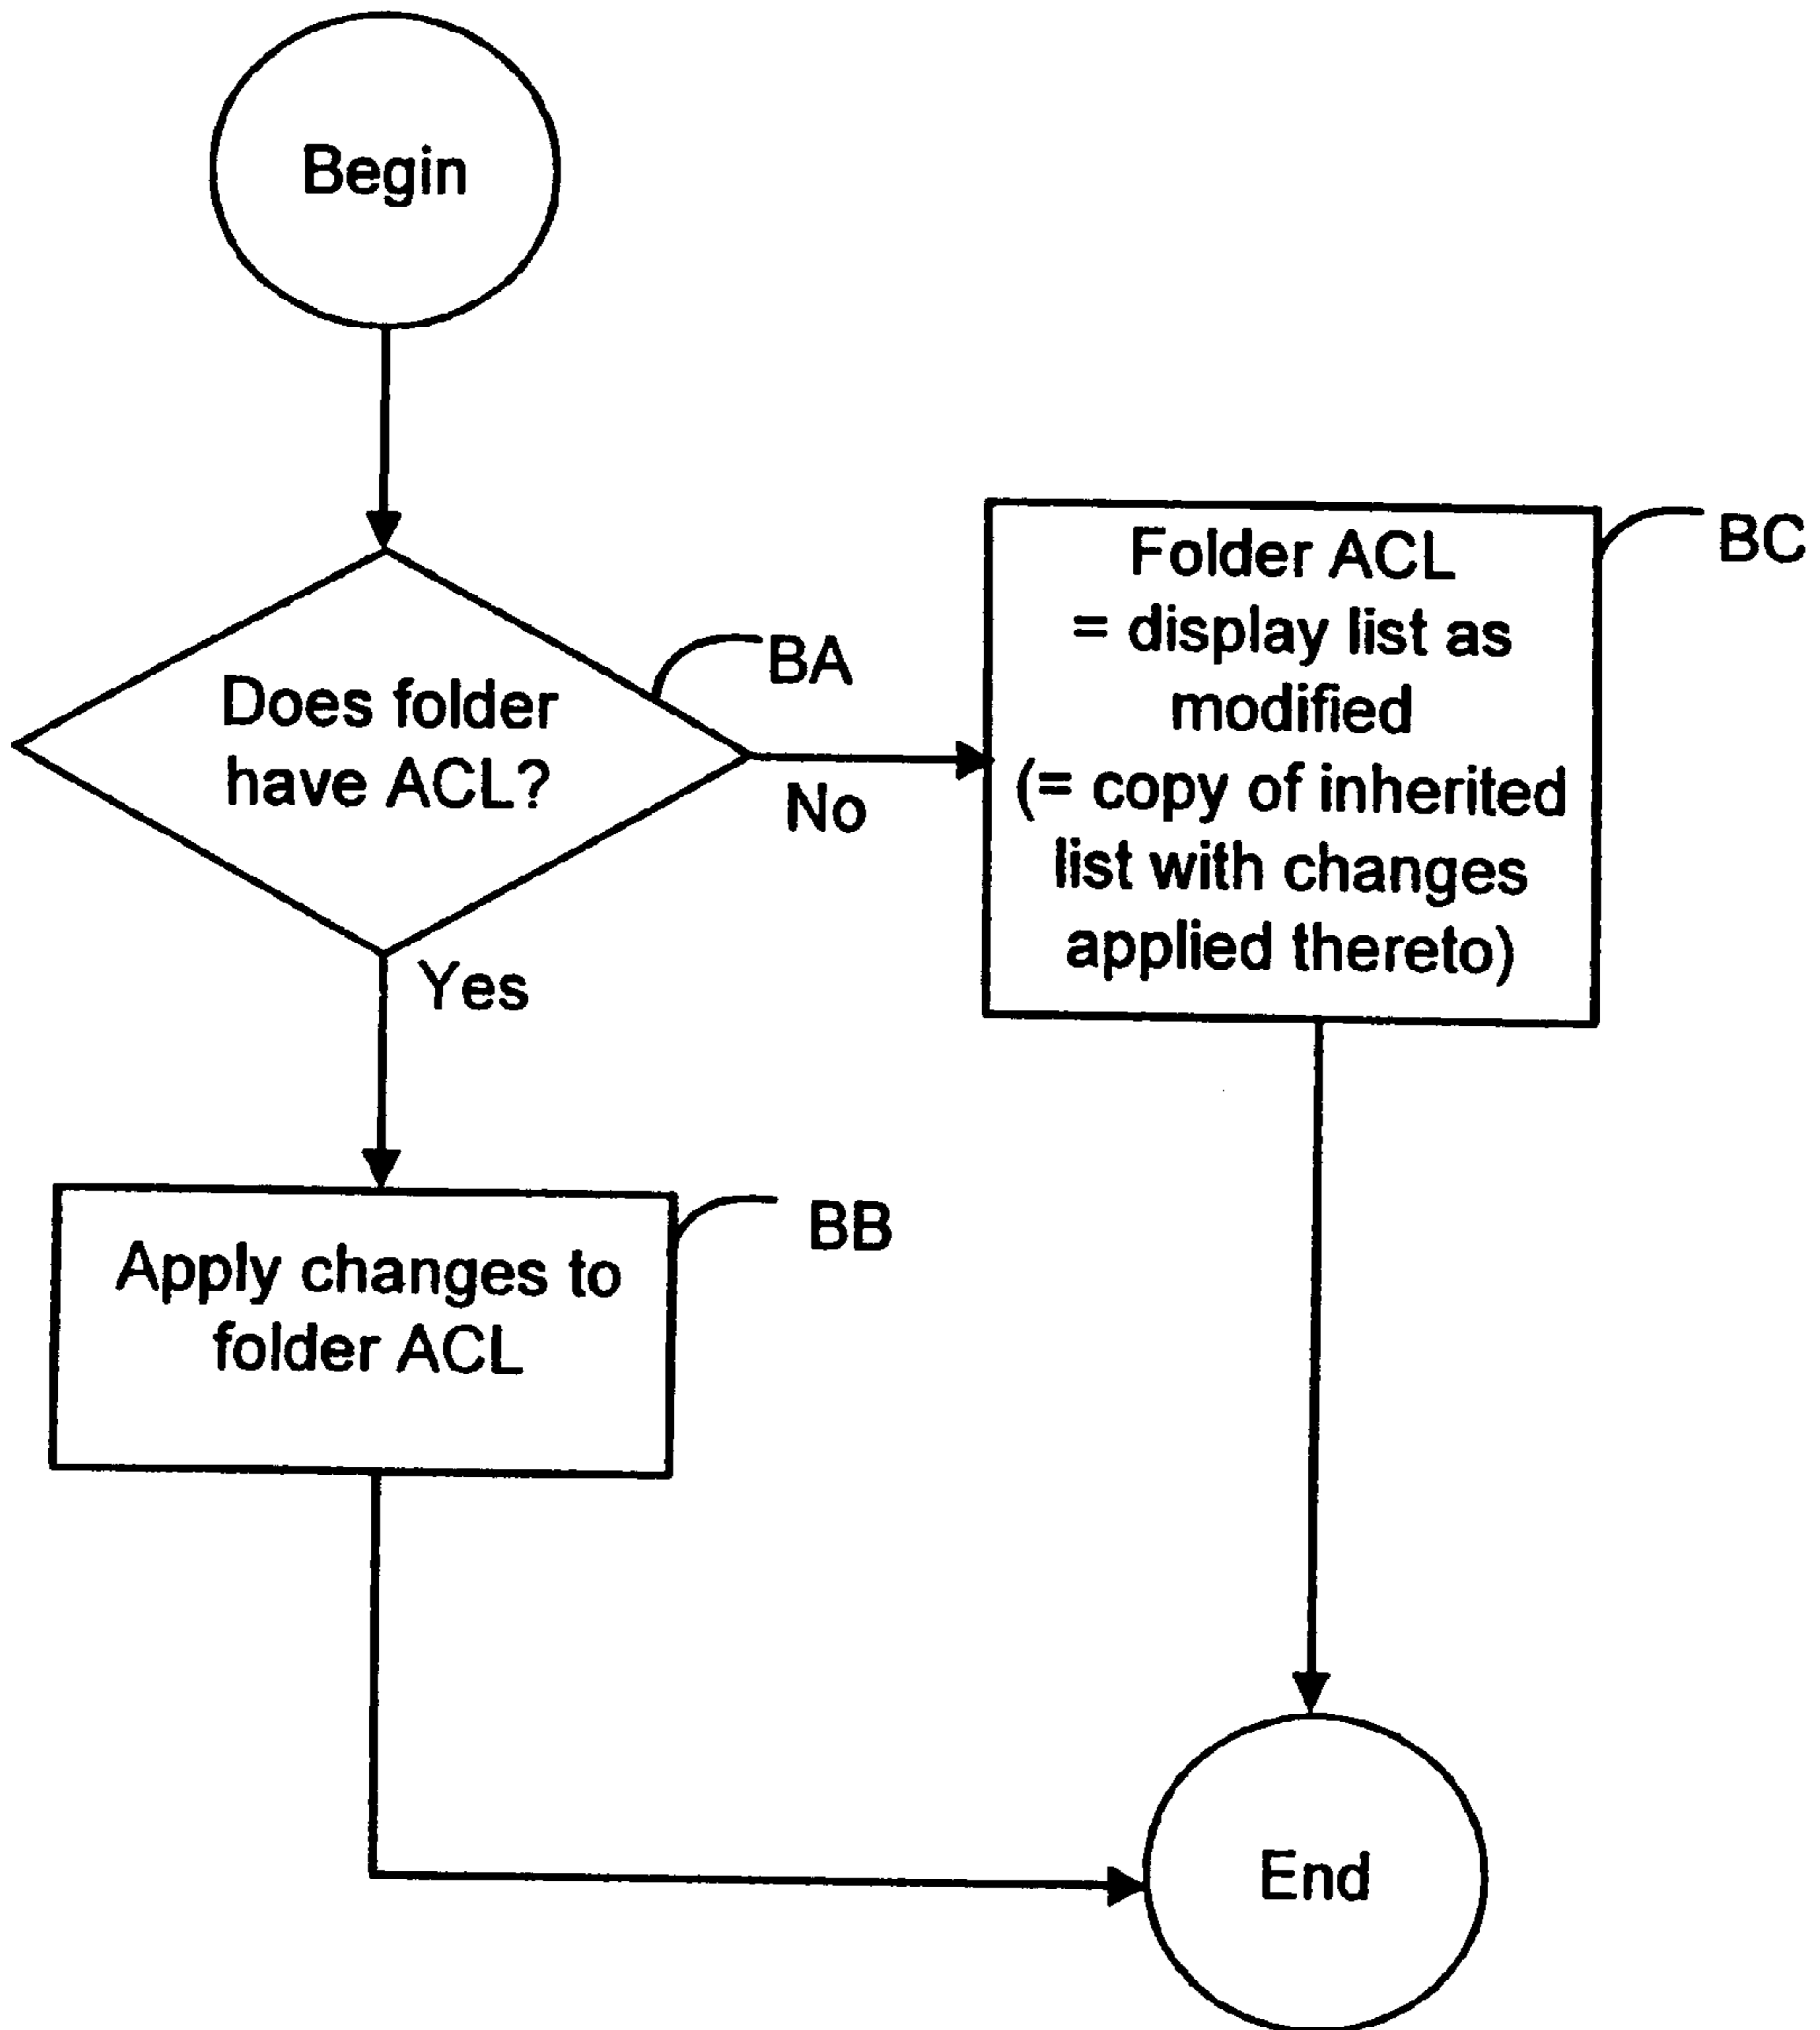 Begin
Does folder
have ACL?
BA
No
Yes
Folder ACL
= display list as
modified
(= copy of inherited
list with changes
applied thereto)
BC
Apply changes to
folder ACL
BB
End